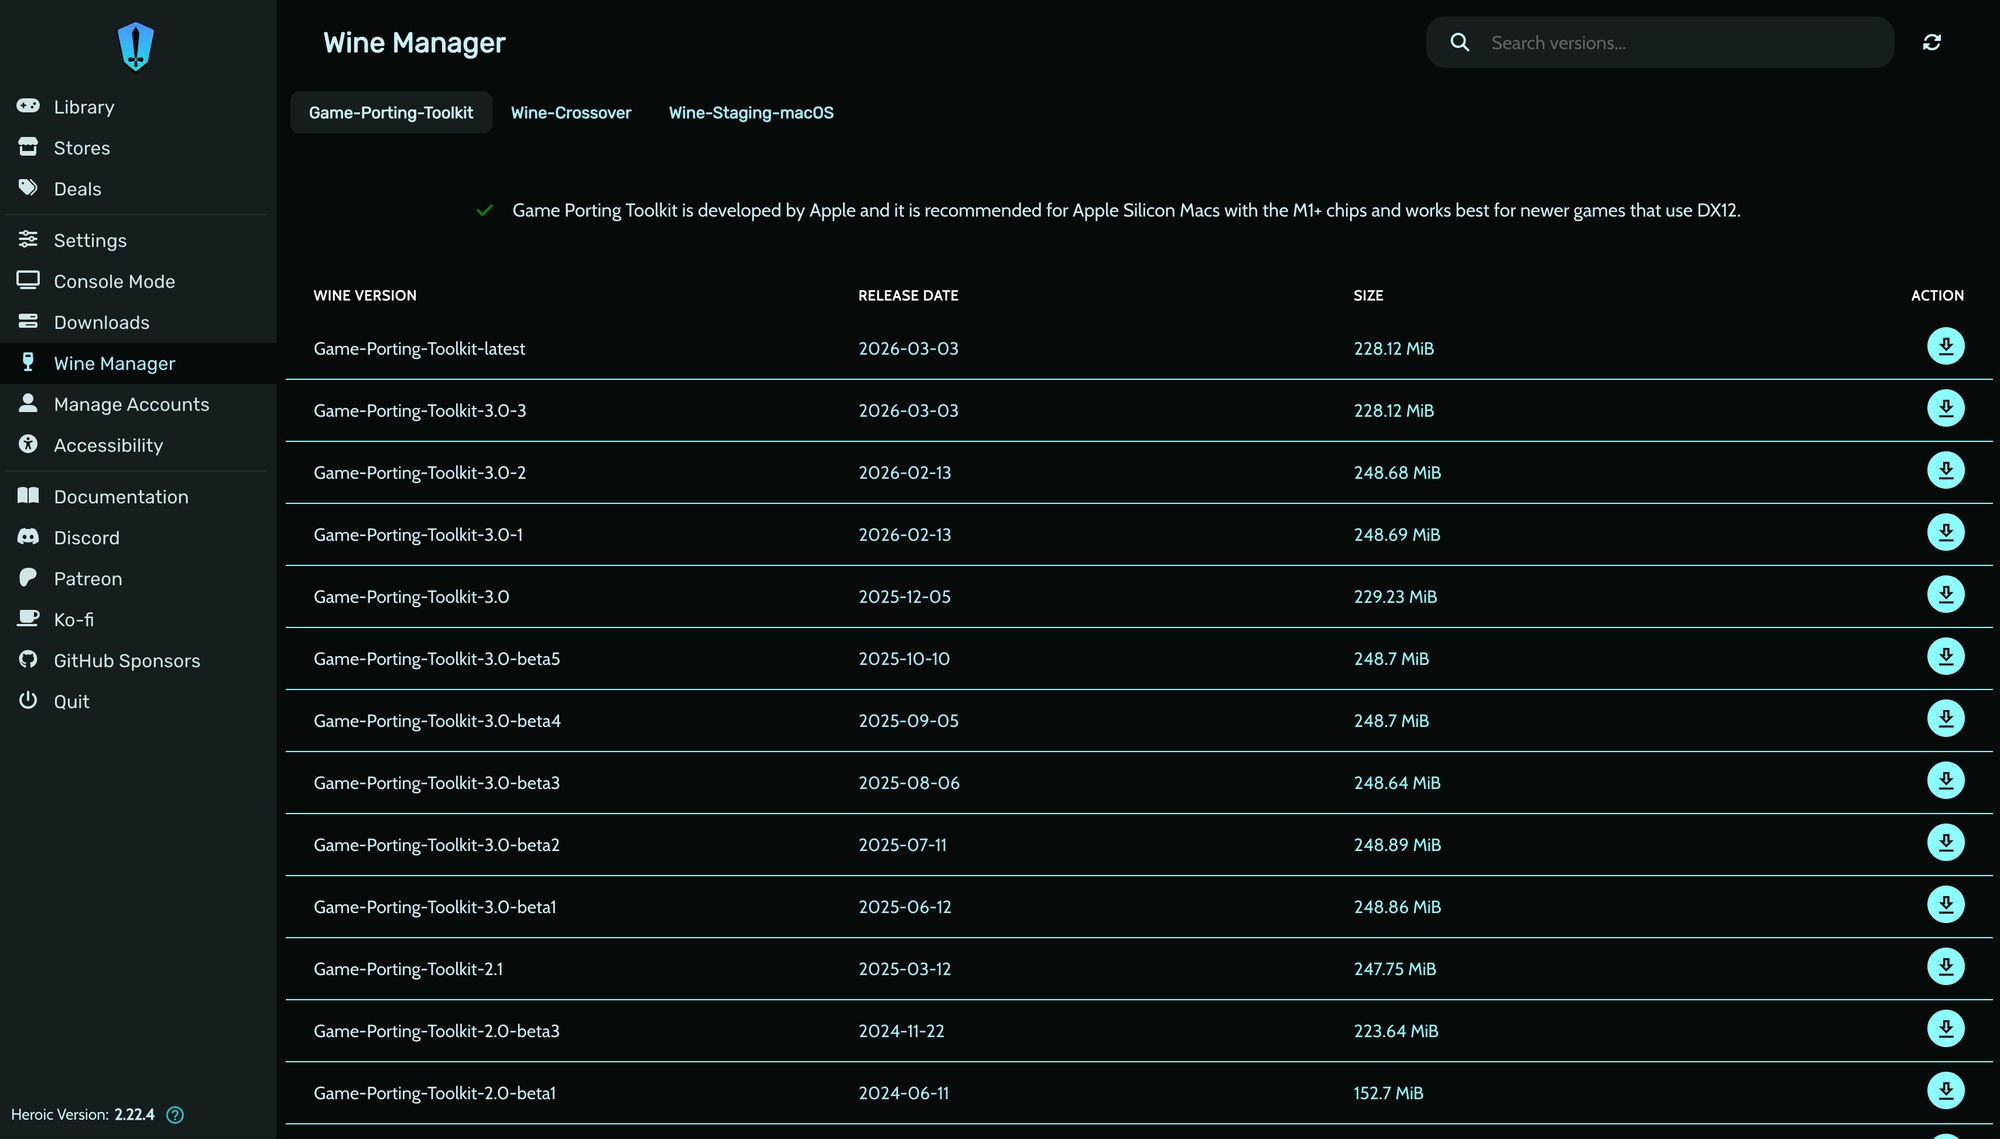 Wine Manager
Search versions...
Library
Stores
Deals
Settings
Console Mode
Downloads
Wine Manager
Manage Accounts
Accessibility
Documentation
Discord
Patreon
Ko-fi
GitHub Sponsors
Quit
Heroic Version: 2.22.4
Game-Porting-Toolkit Wine-Crossover Wine-Staging-macOS
Game Porting Toolkit is developed by Apple and it is recommended for Apple Silicon Macs with the M1+ chips and works best for newer games that use DX12.
WINE VERSION RELEASE DATE SIZE ACTION
Game-Porting-Toolkit-latest 2026-03-03 228.12 MiB
Game-Porting-Toolkit-3.0-3 2026-03-03 228.12 MiB
Game-Porting-Toolkit-3.0-2 2026-02-13 248.68 MiB
Game-Porting-Toolkit-3.0-1 2026-02-13 248.69 MiB
Game-Porting-Toolkit-3.0 2025-12-05 229.23 MiB
Game-Porting-Toolkit-3.0-beta5 2025-10-10 248.7 MiB
Game-Porting-Toolkit-3.0-beta4 2025-09-05 248.7 MiB
Game-Porting-Toolkit-3.0-beta3 2025-08-06 248.64 MiB
Game-Porting-Toolkit-3.0-beta2 2025-07-11 248.89 MiB
Game-Porting-Toolkit-3.0-beta1 2025-06-12 248.86 MiB
Game-Porting-Toolkit-2.1 2025-03-12 247.75 MiB
Game-Porting-Toolkit-2.0-beta3 2024-11-22 223.64 MiB
Game-Porting-Toolkit-2.0-beta1 2024-06-11 152.7 MiB